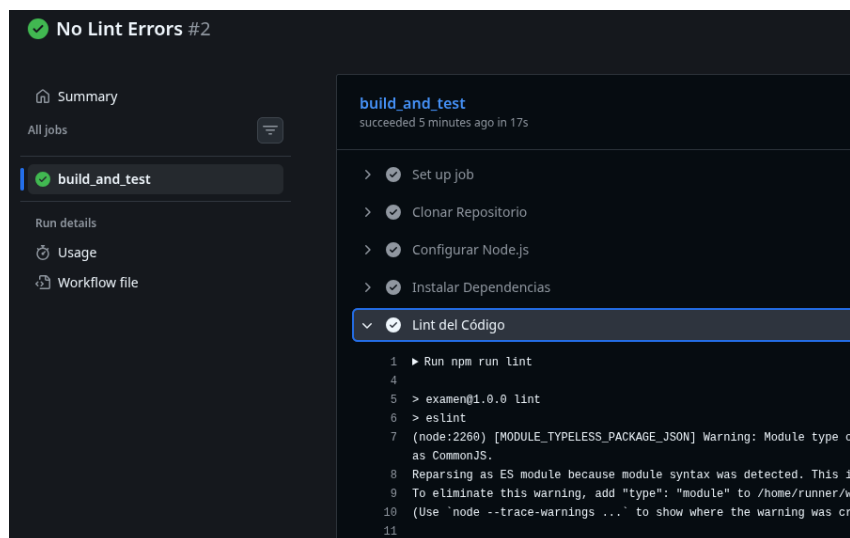 No Lint Errors #2
Summary
All jobs
build_and_test
Run details
Usage
Workflow file
build_and_test
succeeded 5 minutes ago in 17s
Set up job
Clonar Repositorio
Configurar Node.js
Instalar Dependencias
Lint del Código
1 Run npm run lint
4
5 > examen@1.0.0 lint
6 > eslint
7 (node:2260) [MODULE_TYPELESS_PACKAGE_JSON] Warning: Module type
as CommonJS.
8 Reparsing as ES module because module syntax was detected. This
9 To eliminate this warning, add "type": "module" to /home/runner/
10 (Use `node --trace-warnings ...` to show where the warning was
11